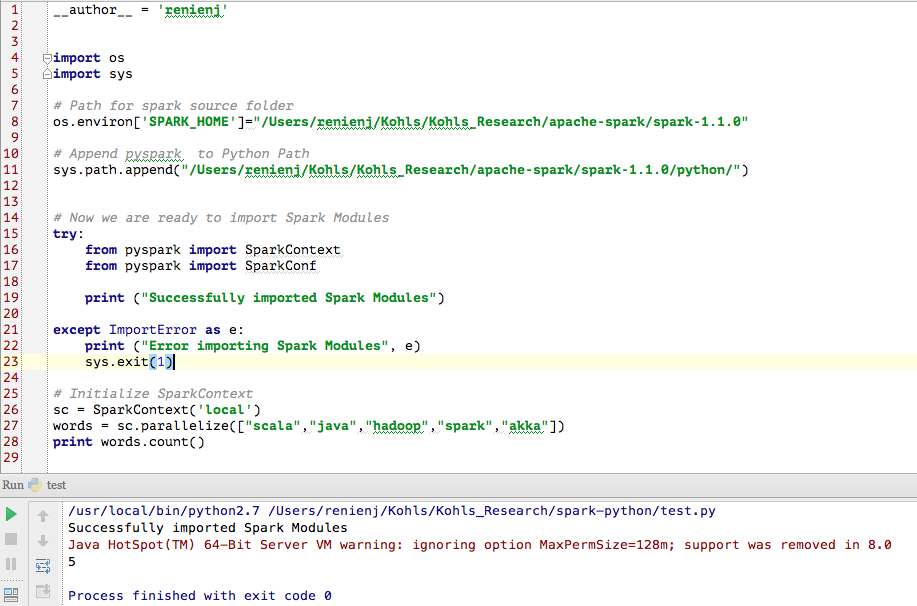 1 __author__ = 'renienj'
2
3
4 import os
5 import sys
6
7 # Path for spark source folder
8 os.environ['SPARK_HOME']="/Users/renienj/Kohls/Kohls_Research/apache-spark/spark-1.1.0"
9
10 # Append pyspark  to Python Path
11 sys.path.append("/Users/renienj/Kohls/Kohls_Research/apache-spark/spark-1.1.0/python/")
12
13
14 # Now we are ready to import Spark Modules
15 try:
16     from pyspark import SparkContext
17     from pyspark import SparkConf
18
19     print ("Successfully imported Spark Modules")
20
21 except ImportError as e:
22     print ("Error importing Spark Modules", e)
23     sys.exit(1)
24
25 # Initialize SparkContext
26 sc = SparkContext('local')
27 words = sc.parallelize(["scala","java","hadoop","spark","akka"])
28 print words.count()
29
Run test
/usr/local/bin/python2.7 /Users/renienj/Kohls/Kohls_Research/spark-python/test.py
Successfully imported Spark Modules
Java HotSpot(TM) 64-Bit Server VM warning: ignoring option MaxPermSize=128m; support was removed in 8.0
5
Process finished with exit code 0